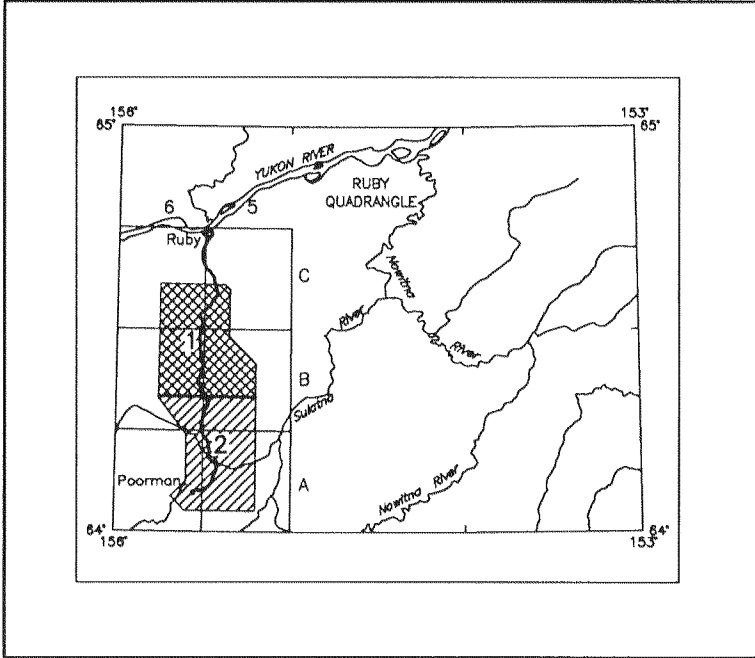 156°
153°
65°
65°
YUKON RIVER
RUBY
QUADRANGLE
6
5
Ruby
Nowitna
C
River
1
River
B
Sulatna
2
Poorman
A
Nowitna River
64°
64°
156°
153°